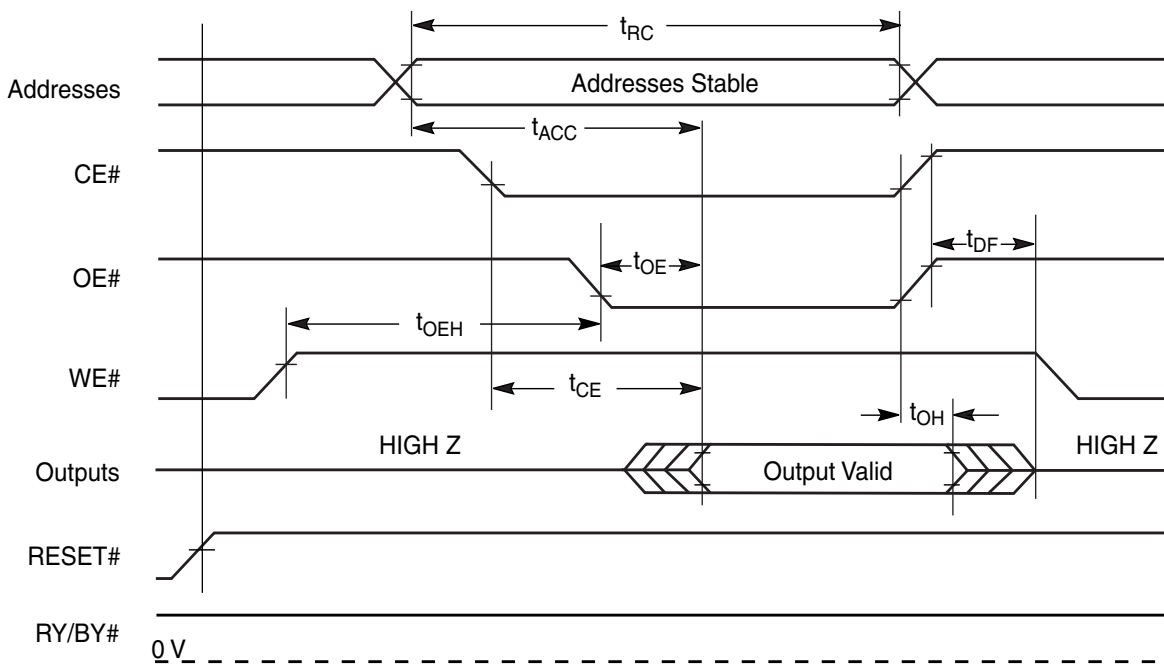 tRC
Addresses
Addresses Stable
tACC
CE#
tDF
OE#
tOE
tOEH
WE#
tCE
tOH
HIGH Z
HIGH Z
Outputs
Output Valid
RESET#
RY/BY#
0 V